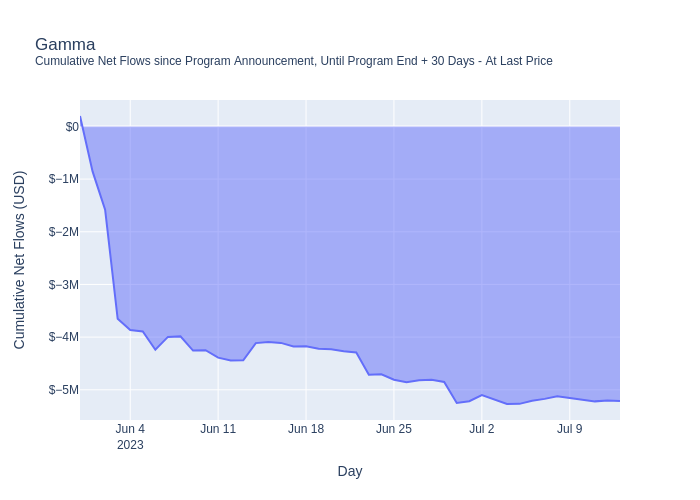 Gamma
Cumulative Net Flows since Program Announcement, Until Program End + 30 Days - At Last Price
$0
$−1M
$−2M
$−3M
$−4M
$−5M
Cumulative Net Flows (USD)
Jun 4
2023
Jun 11
Jun 18
Jun 25
Jul 2
Jul 9
Day